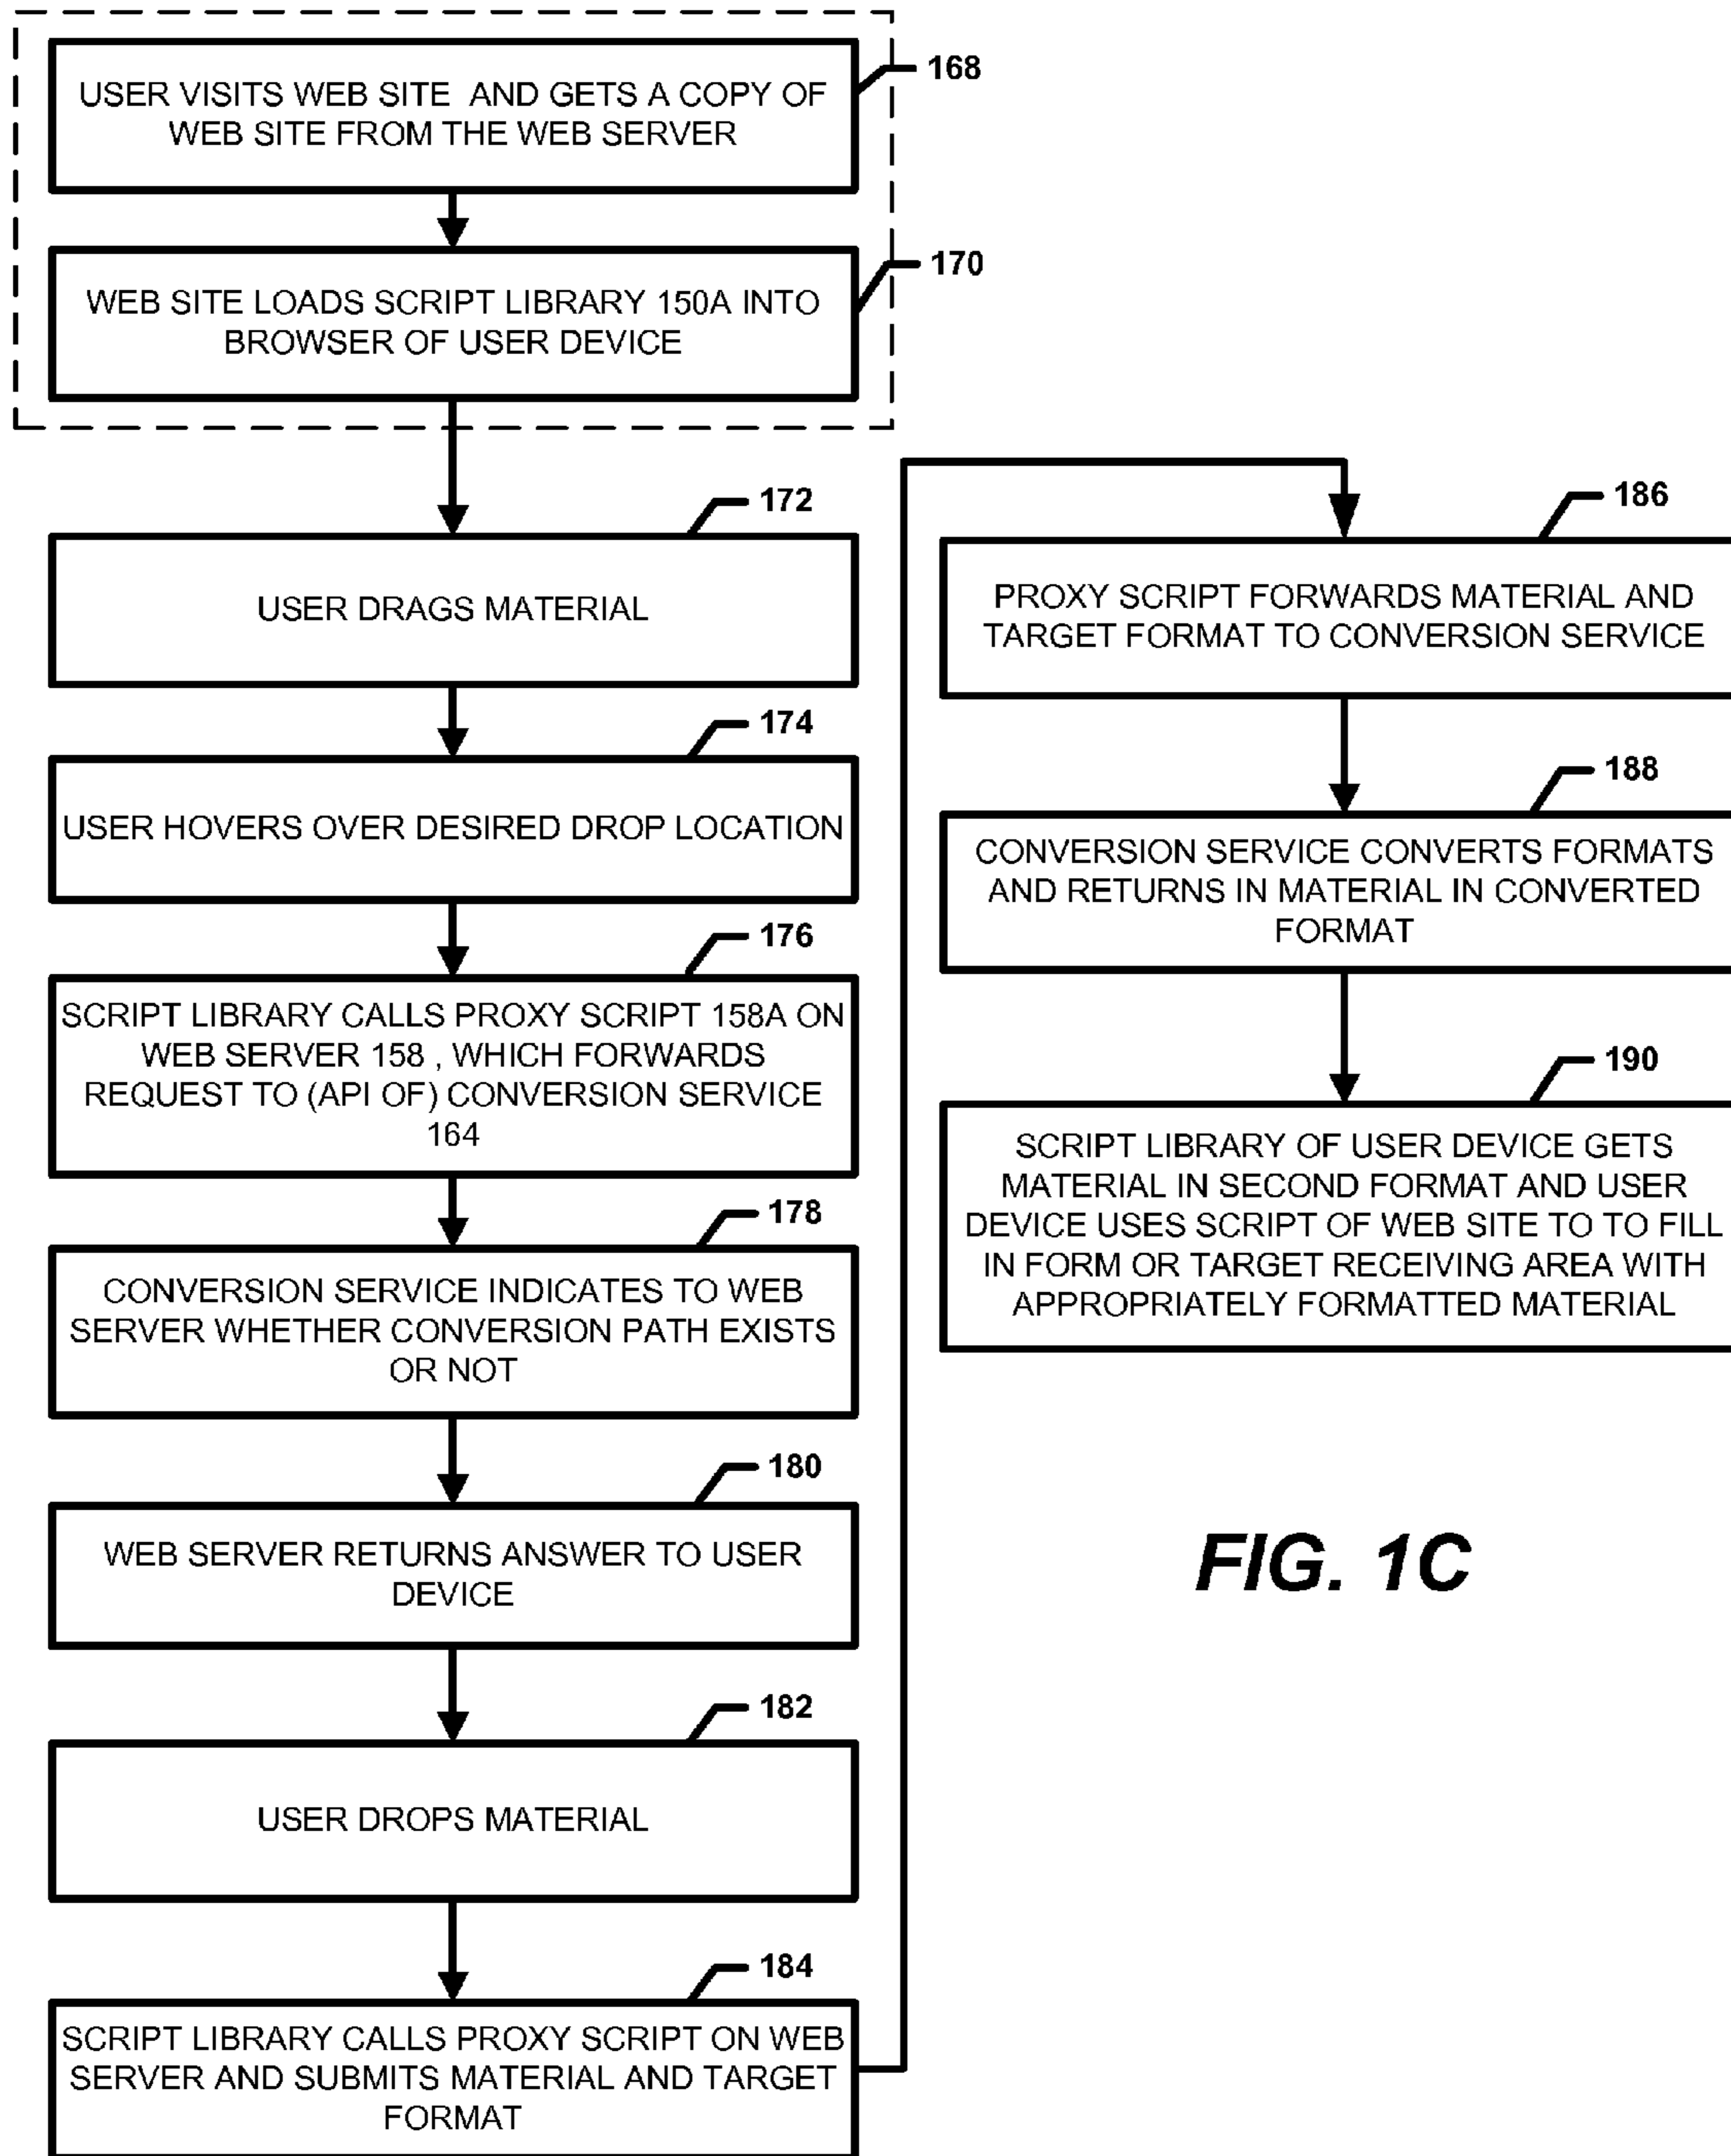 168
USER VISITS WEB SITE AND GETS A COPY OF
WEB SITE FROM THE WEB SERVER
170
WEB SITE LOADS SCRIPT LIBRARY 150A INTO
BROWSER OF USER DEVICE
172
USER DRAGS MATERIAL
174
USER HOVERS OVER DESIRED DROP LOCATION
176
SCRIPT LIBRARY CALLS PROXY SCRIPT 158A ON
WEB SERVER 158 , WHICH FORWARDS
REQUEST TO (API OF) CONVERSION SERVICE
164
178
CONVERSION SERVICE INDICATES TO WEB
SERVER WHETHER CONVERSION PATH EXISTS
OR NOT
180
WEB SERVER RETURNS ANSWER TO USER
DEVICE
182
USER DROPS MATERIAL
184
SCRIPT LIBRARY CALLS PROXY SCRIPT ON WEB
SERVER AND SUBMITS MATERIAL AND TARGET
FORMAT
186
PROXY SCRIPT FORWARDS MATERIAL AND
TARGET FORMAT TO CONVERSION SERVICE
188
CONVERSION SERVICE CONVERTS FORMATS
AND RETURNS IN MATERIAL IN CONVERTED
FORMAT
190
SCRIPT LIBRARY OF USER DEVICE GETS
MATERIAL IN SECOND FORMAT AND USER
DEVICE USES SCRIPT OF WEB SITE TO TO FILL
IN FORM OR TARGET RECEIVING AREA WITH
APPROPRIATELY FORMATTED MATERIAL
FIG. 1C